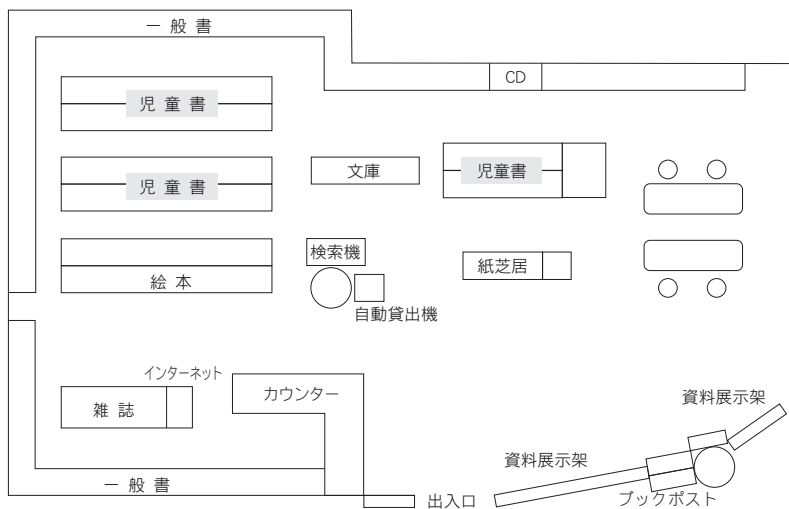 一般書
CD
児童書
文庫
児童書
児童書
検索機
紙芝居
絵本
自動貸出機
インターネット
カウンター
雑誌
資料展示架
資料展示架
一般書
出入口
ブックポスト